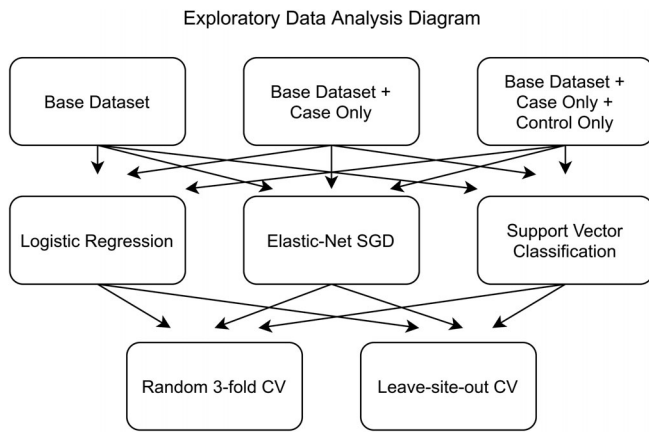 Exploratory Data Analysis Diagram
Base Dataset
Base Dataset +
Case Only
Base Dataset +
Case Only +
Control Only
Logistic Regression
Elastic-Net SGD
Support Vector
Classification
Random 3-fold CV
Leave-site-out CV